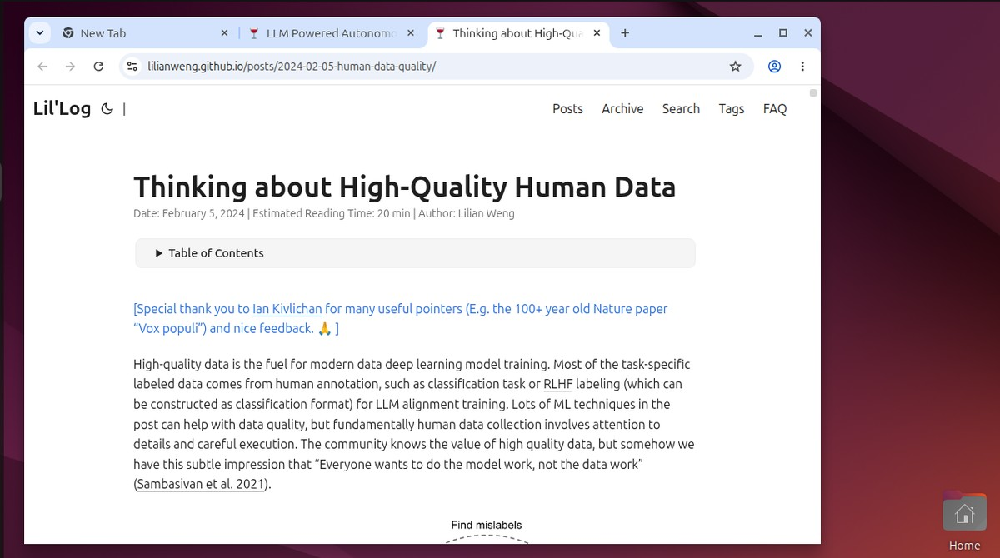 New Tab
LLM Powered Autonomo
Thinking about High-Qua
lilianweng.github.io/posts/2024-02-05-human-data-quality/
Lil'Log |
Posts Archive Search Tags FAQ
Thinking about High-Quality Human Data
Date: February 5, 2024 | Estimated Reading Time: 20 min | Author: Lilian Weng
Table of Contents
[Special thank you to Ian Kivlichan for many useful pointers (E.g. the 100+ year old Nature paper
“Vox populi”) and nice feedback. 🙏 ]
High-quality data is the fuel for modern data deep learning model training. Most of the task-specific
labeled data comes from human annotation, such as classification task or RLHF labeling (which can
be constructed as classification format) for LLM alignment training. Lots of ML techniques in the
post can help with data quality, but fundamentally human data collection involves attention to
details and careful execution. The community knows the value of high quality data, but somehow we
have this subtle impression that “Everyone wants to do the model work, not the data work”
(Sambasivan et al. 2021).
Find mislabels
Home